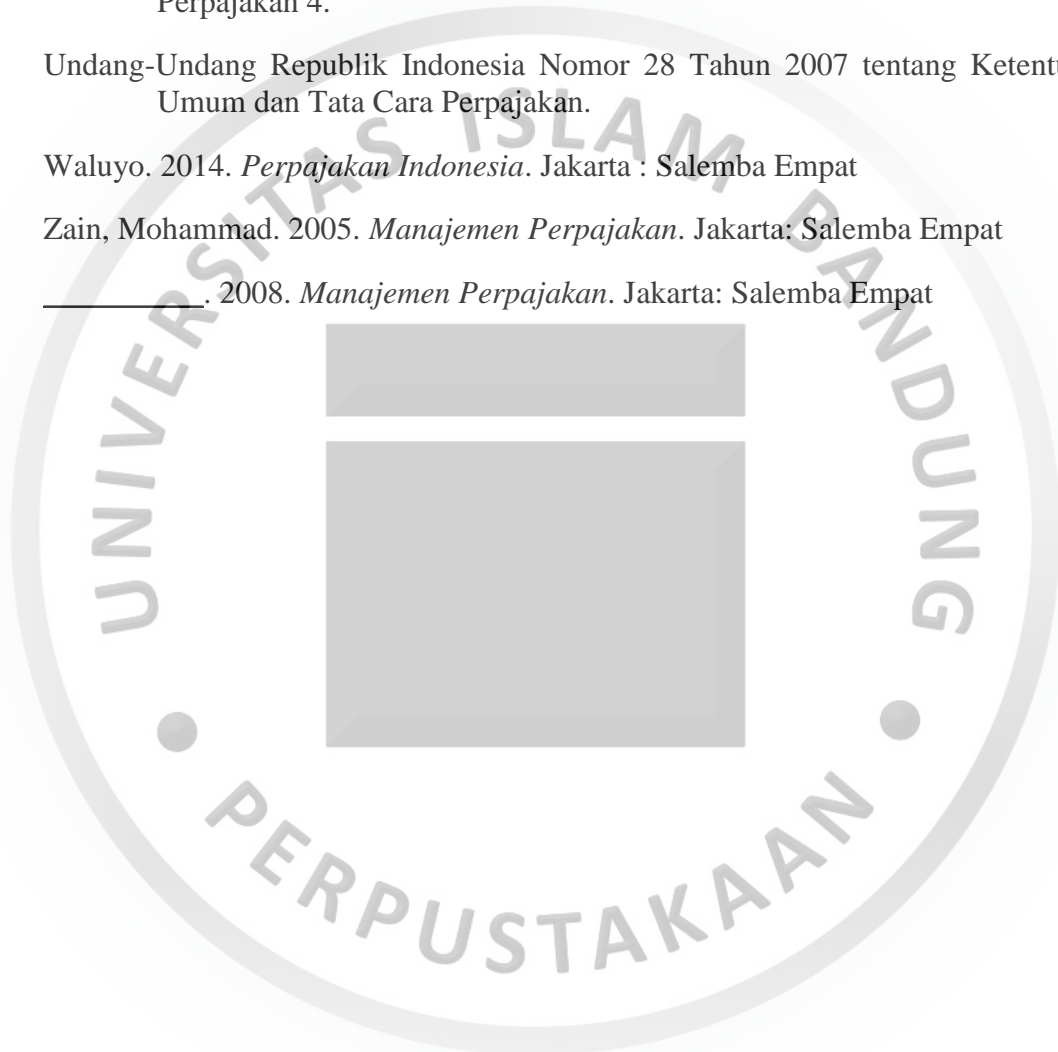 Perpajakan 4.
Undang-Undang Republik Indonesia Nomor 28 Tahun 2007 tentang
Umum dan Tata Cara Perpajakan.
Waluyo. 2014. Perpajakan Indonesia. Jakarta : Salemba Empat
Zain, Mohammad. 2005. Manajemen Perpajakan. Jakarta: Salemba Empat
__________. 2008. Manajemen Perpajakan. Jakarta: Salemba Empat
UNIVERSITAS ISLAM BANDUNG
PERPUSTAKAAN